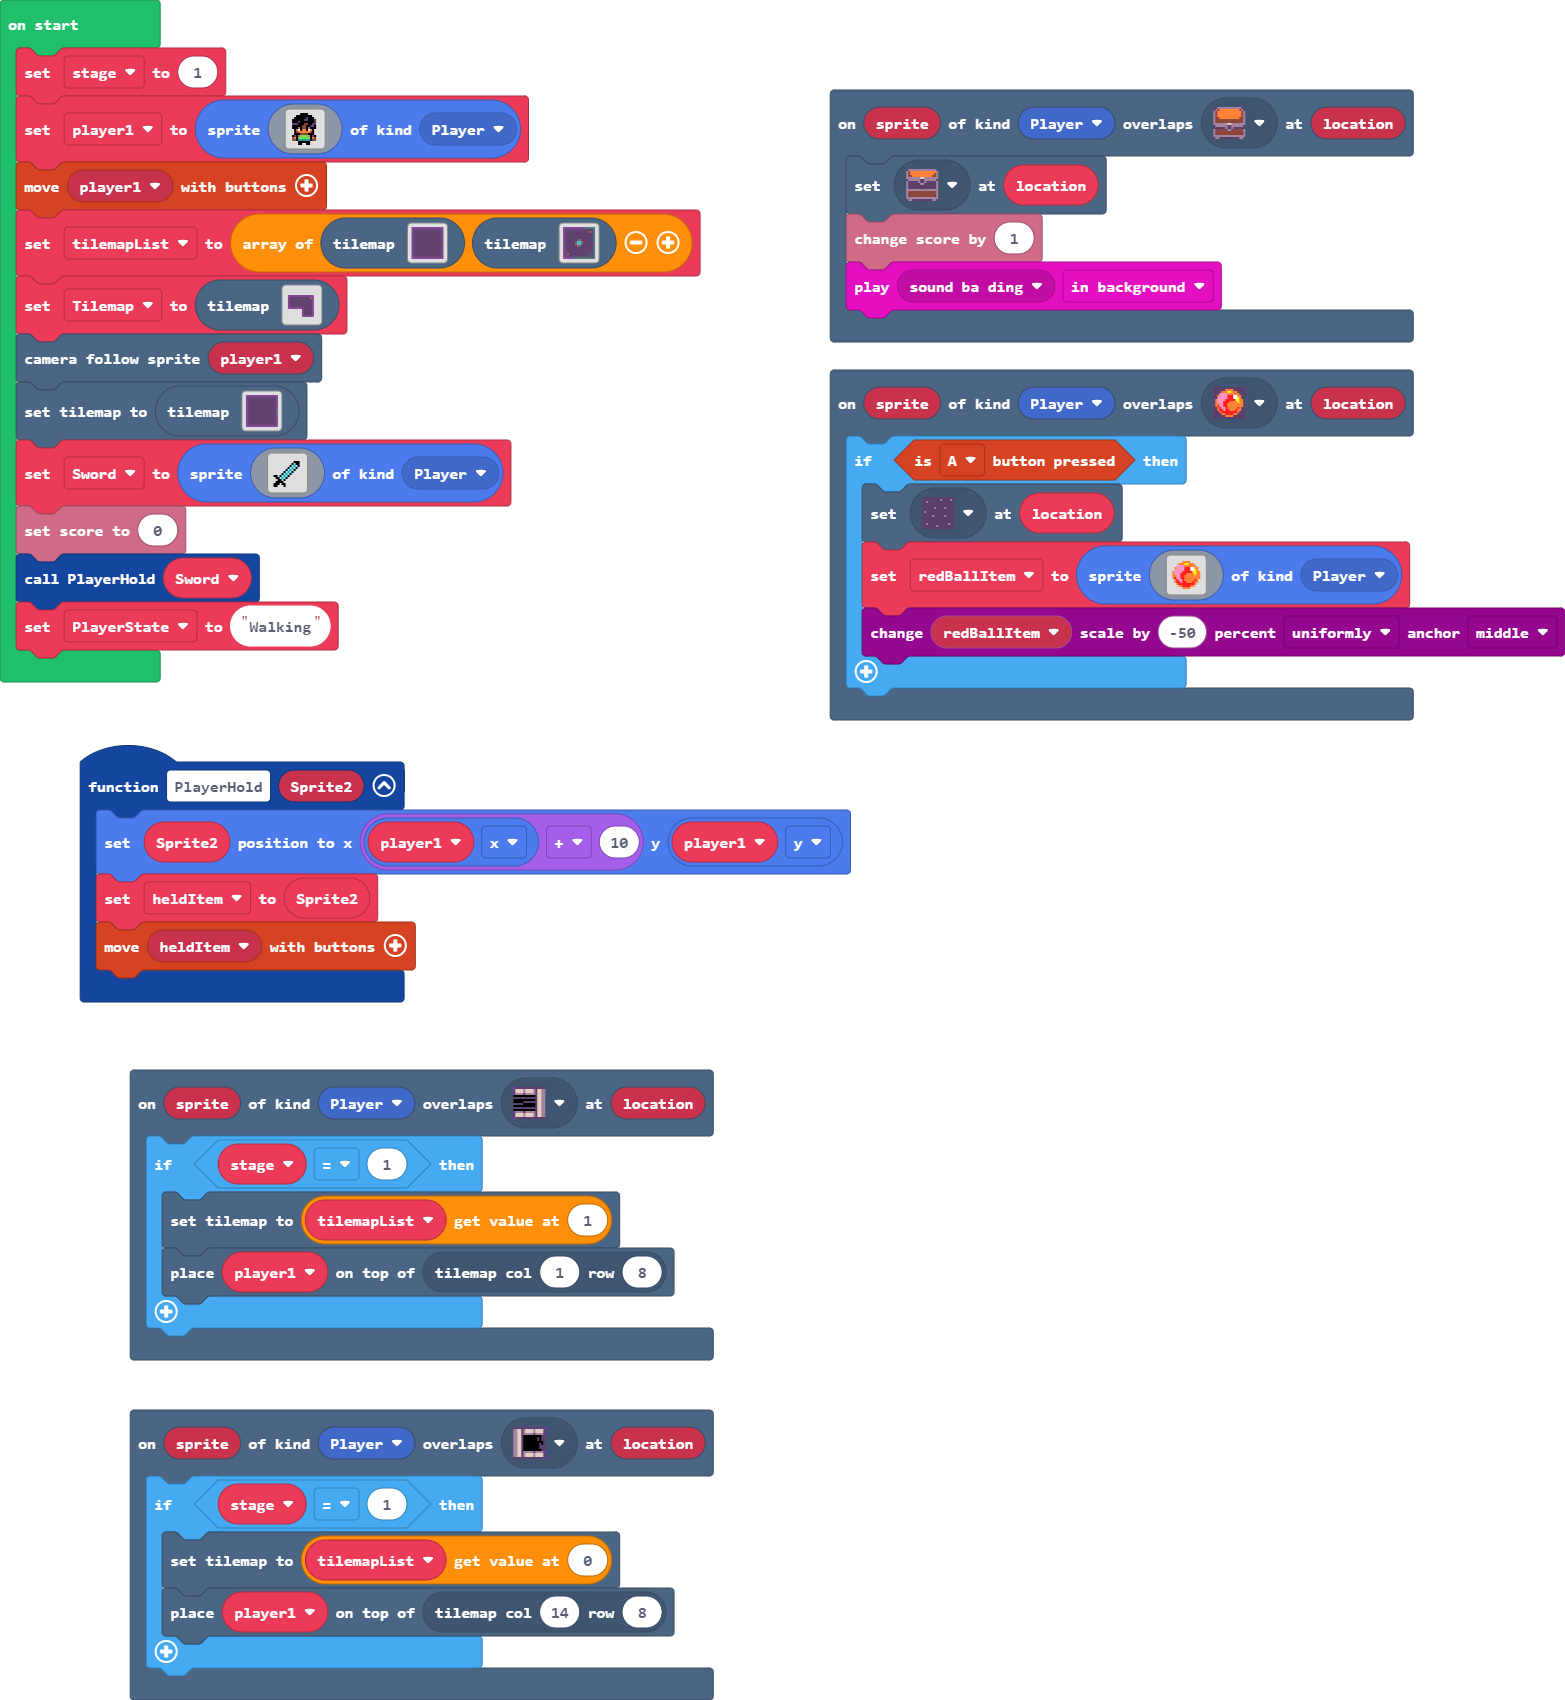 on start
set stage to 1
set player1 to sprite of kind Player
move player1 with buttons
set tilemapList to array of tilemap tilemap
set Tilemap to tilemap
camera follow sprite player1
set tilemap to tilemap
set Sword to sprite of kind Player
set score to 0
call PlayerHold Sword
set PlayerState to "Walking"
on sprite of kind Player overlaps at location
set at location
change score by 1
play sound ba ding in background
on sprite of kind Player overlaps at location
if is A button pressed then
set at location
set redBallItem to sprite of kind Player
change redBallItem scale by -50 percent uniformly anchor middle
function PlayerHold Sprite2
set Sprite2 position to x player1 x + 10 y player1 y
set heldItem to Sprite2
move heldItem with buttons
on sprite of kind Player overlaps at location
if stage = 1 then
set tilemap to tilemapList get value at 1
place player1 on top of tilemap col 1 row 8
on sprite of kind Player overlaps at location
if stage = 1 then
set tilemap to tilemapList get value at 0
place player1 on top of tilemap col 14 row 8